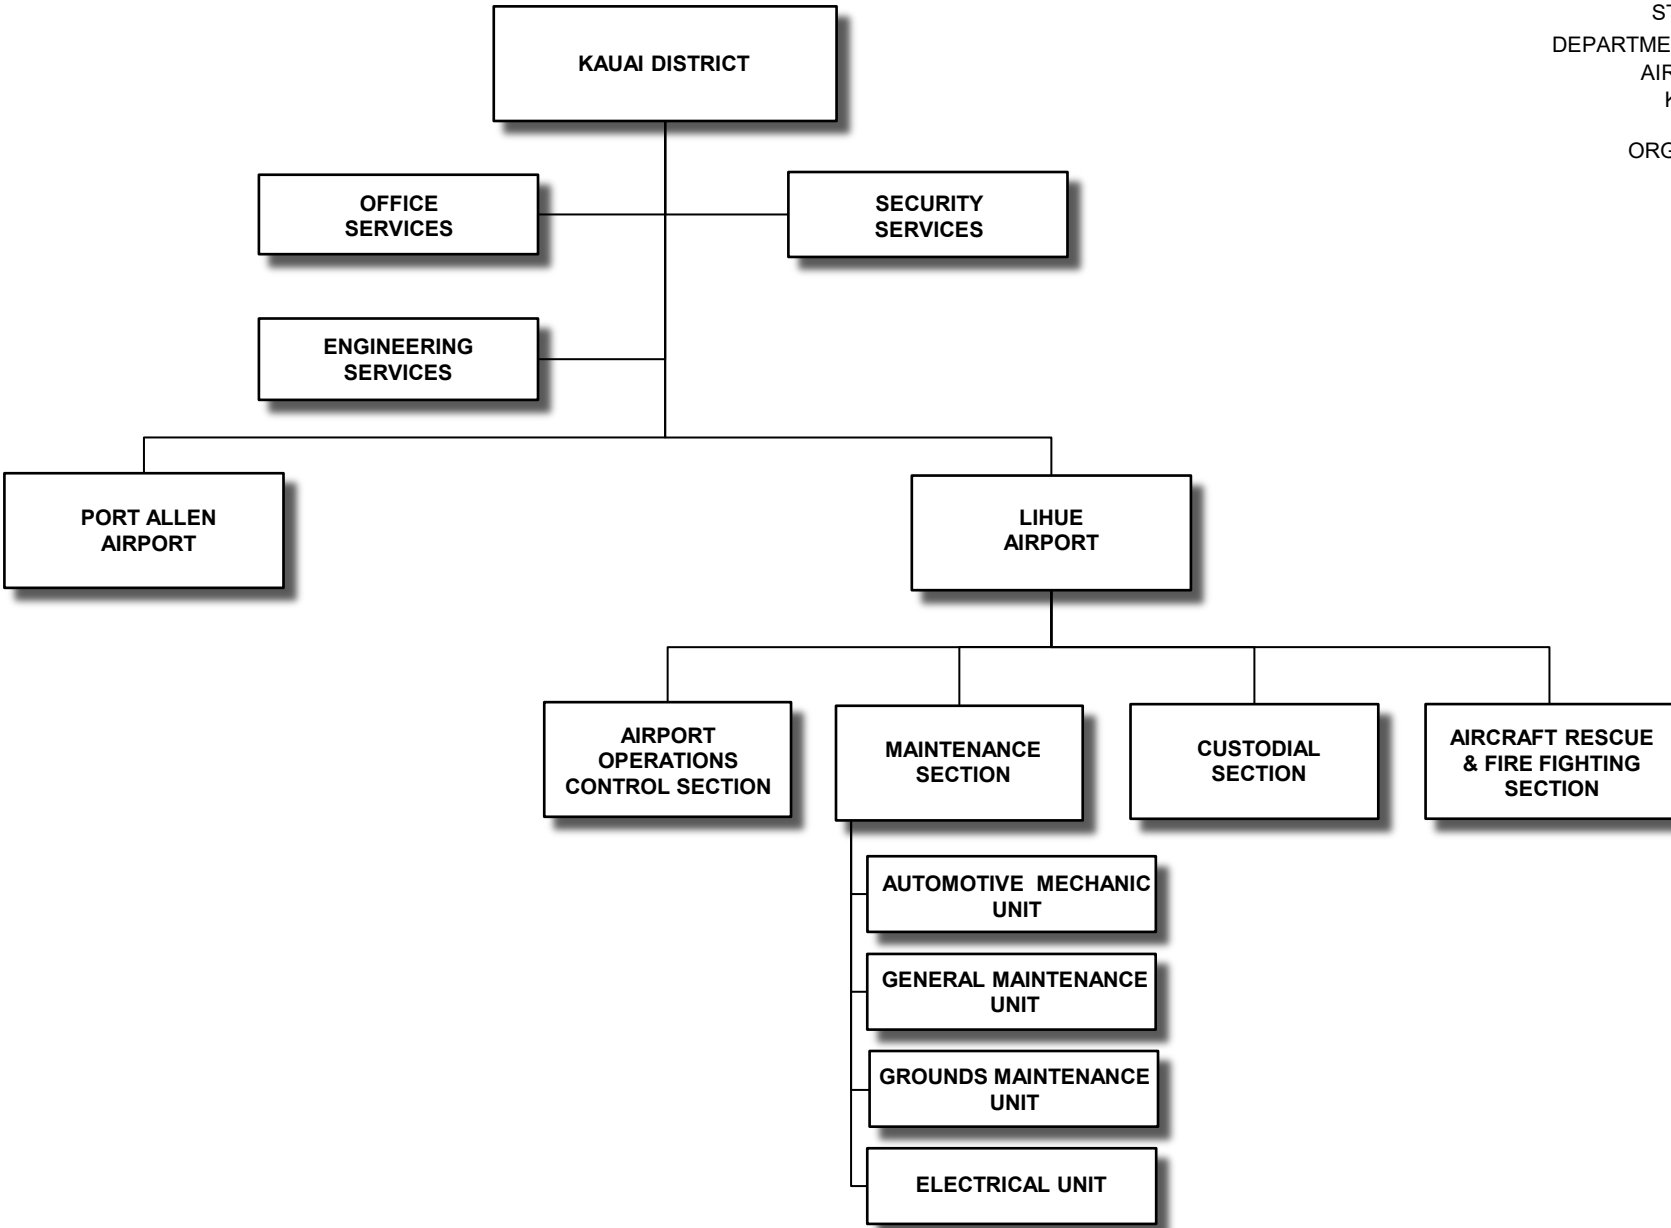 KAUAI DISTRICT
OFFICE
SERVICES
SECURITY
SERVICES
ENGINEERING
SERVICES
PORT ALLEN
AIRPORT
LIHUE
AIRPORT
AIRPORT
OPERATIONS
CONTROL SECTION
MAINTENANCE
SECTION
CUSTODIAL
SECTION
AIRCRAFT RESCUE
& FIRE FIGHTING
SECTION
AUTOMOTIVE MECHANIC
UNIT
GENERAL MAINTENANCE
UNIT
GROUNDS MAINTENANCE
UNIT
ELECTRICAL UNIT